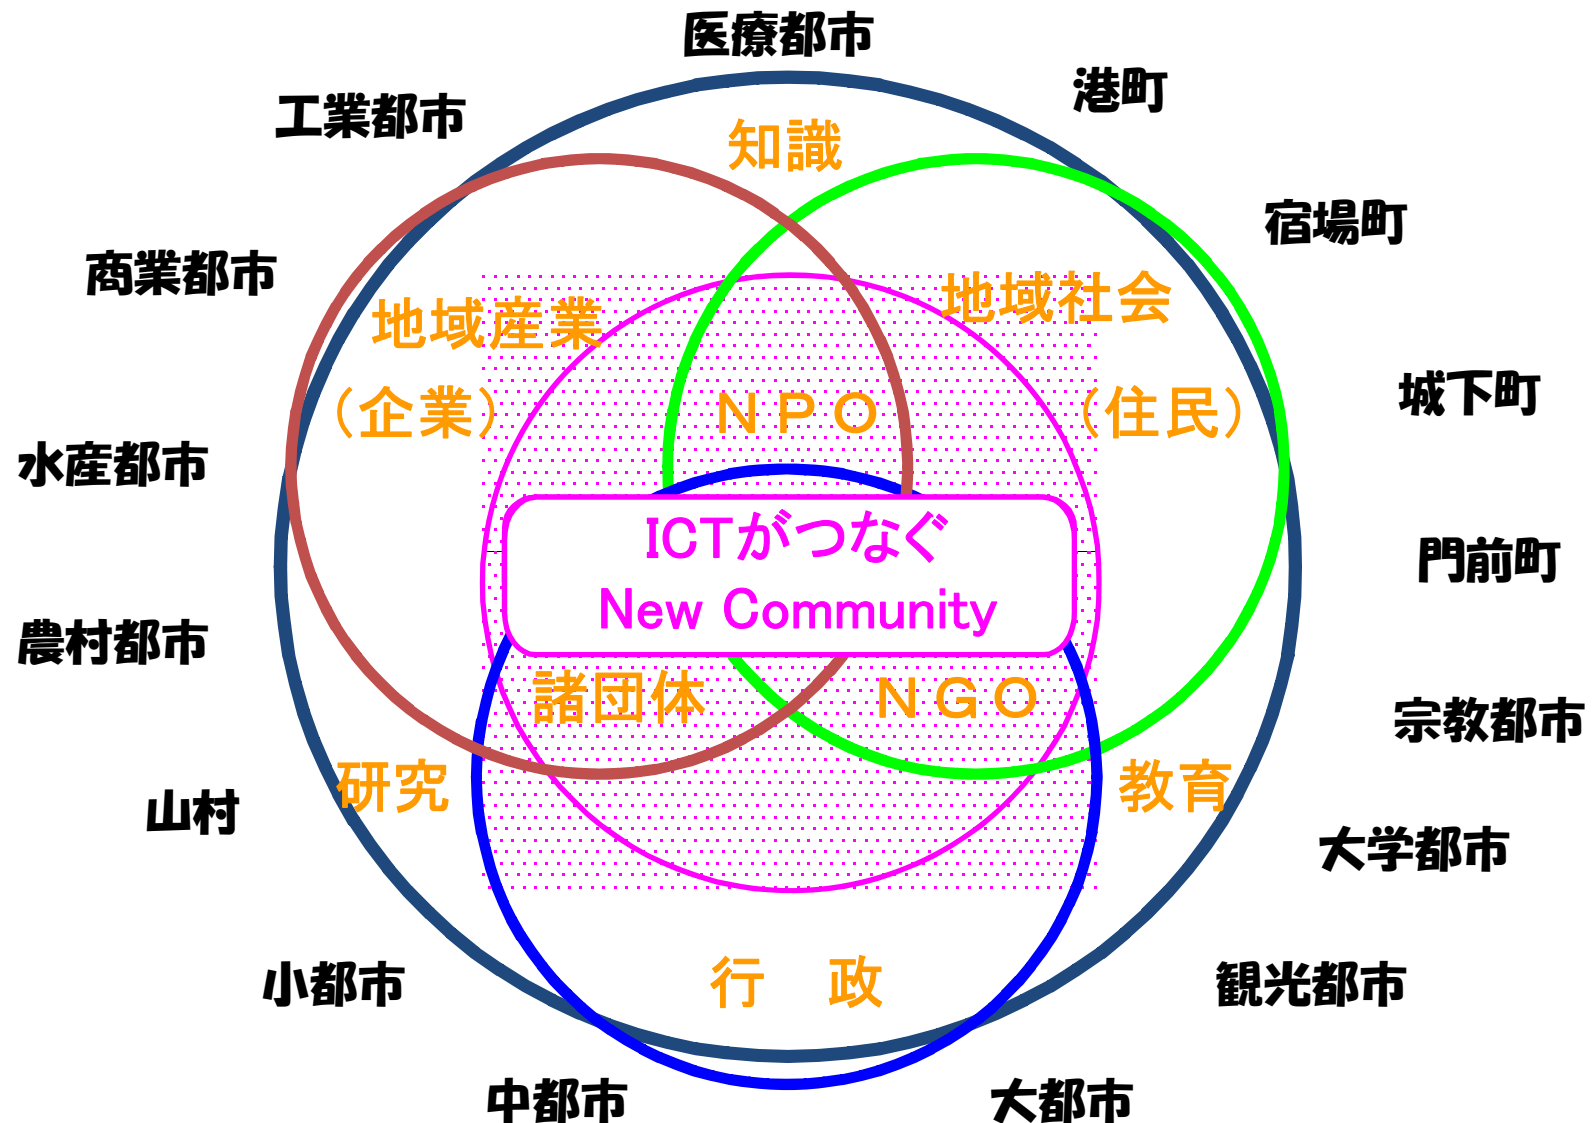 医療都市
港町
工業都市
知識
宿場町
商業都市
地域産業
地域社会
(企業)
NPO
(住民)
城下町
水産都市
ICTがつなぐ
New Community
門前町
農村都市
諸団体
NGO
宗教都市
研究
教育
山村
大学都市
小都市
行　政
観光都市
中都市
大都市